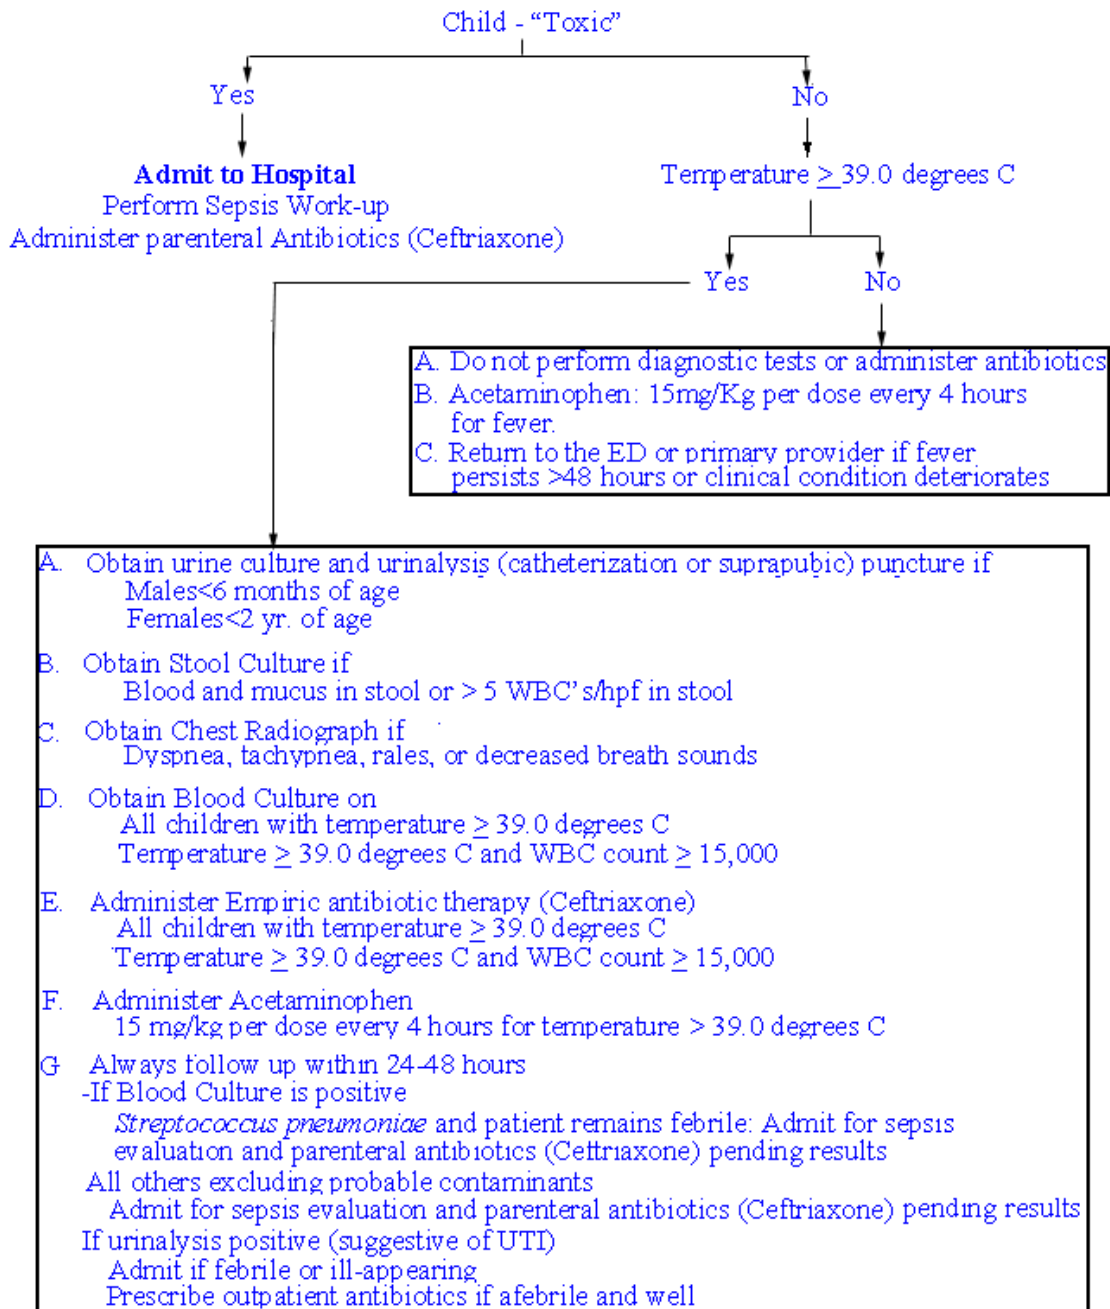 Child - “Toxic”
Yes
No
Admit to Hospital
Perform Sepsis Work-up
Administer parenteral Antibiotics (Ceftriaxone)
Temperature ≥ 39.0 degrees C
Yes
No
A. Do not perform diagnostic tests or administer antibiotics
B. Acetaminophen: 15mg/Kg per dose every 4 hours
for fever.
C. Return to the ED or primary provider if fever
persists >48 hours or clinical condition deteriorates
A. Obtain urine culture and urinalysis (catheterization or suprapubic) puncture if
Males<6 months of age
Females<2 yr. of age
B. Obtain Stool Culture if
Blood and mucus in stool or > 5 WBC’s/hpf in stool
C. Obtain Chest Radiograph if
Dyspnea, tachypnea, rales, or decreased breath sounds
D. Obtain Blood Culture on
All children with temperature ≥ 39.0 degrees C
Temperature ≥ 39.0 degrees C and WBC count ≥ 15,000
E. Administer Empiric antibiotic therapy (Ceftriaxone)
All children with temperature ≥ 39.0 degrees C
Temperature ≥ 39.0 degrees C and WBC count ≥ 15,000
F. Administer Acetaminophen
15 mg/kg per dose every 4 hours for temperature > 39.0 degrees C
G Always follow up within 24-48 hours
-If Blood Culture is positive
Streptococcus pneumoniae and patient remains febrile: Admit for sepsis
evaluation and parenteral antibiotics (Ceftriaxone) pending results
All others excluding probable contaminants
Admit for sepsis evaluation and parenteral antibiotics (Ceftriaxone) pending results
If urinalysis positive (suggestive of UTI)
Admit if febrile or ill-appearing
Prescribe outpatient antibiotics if afebrile and well